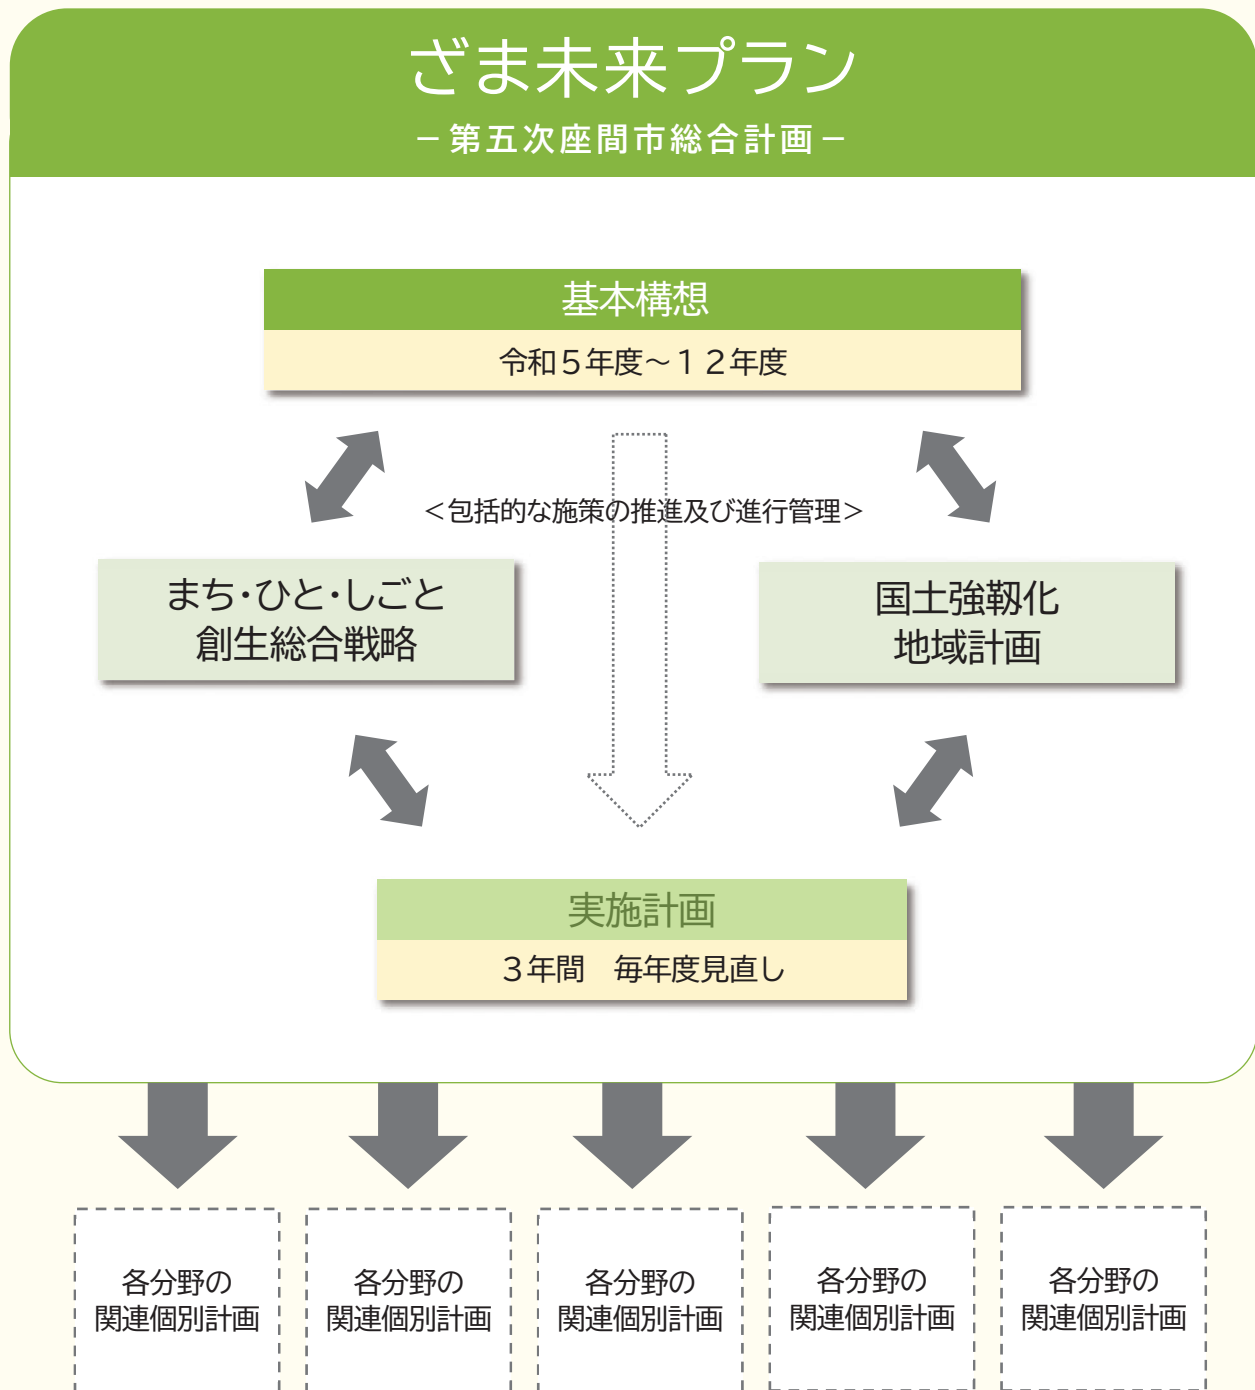 ざま未来プラン
－第五次座間市総合計画－
基本構想
令和５年度～１２年度
＜包括的な施策の推進及び進行管理＞
まち・ひと・しごと
創生総合戦略
国土強靱化
地域計画
実施計画
３年間　毎年度見直し
各分野の
関連個別計画
各分野の
関連個別計画
各分野の
関連個別計画
各分野の
関連個別計画
各分野の
関連個別計画